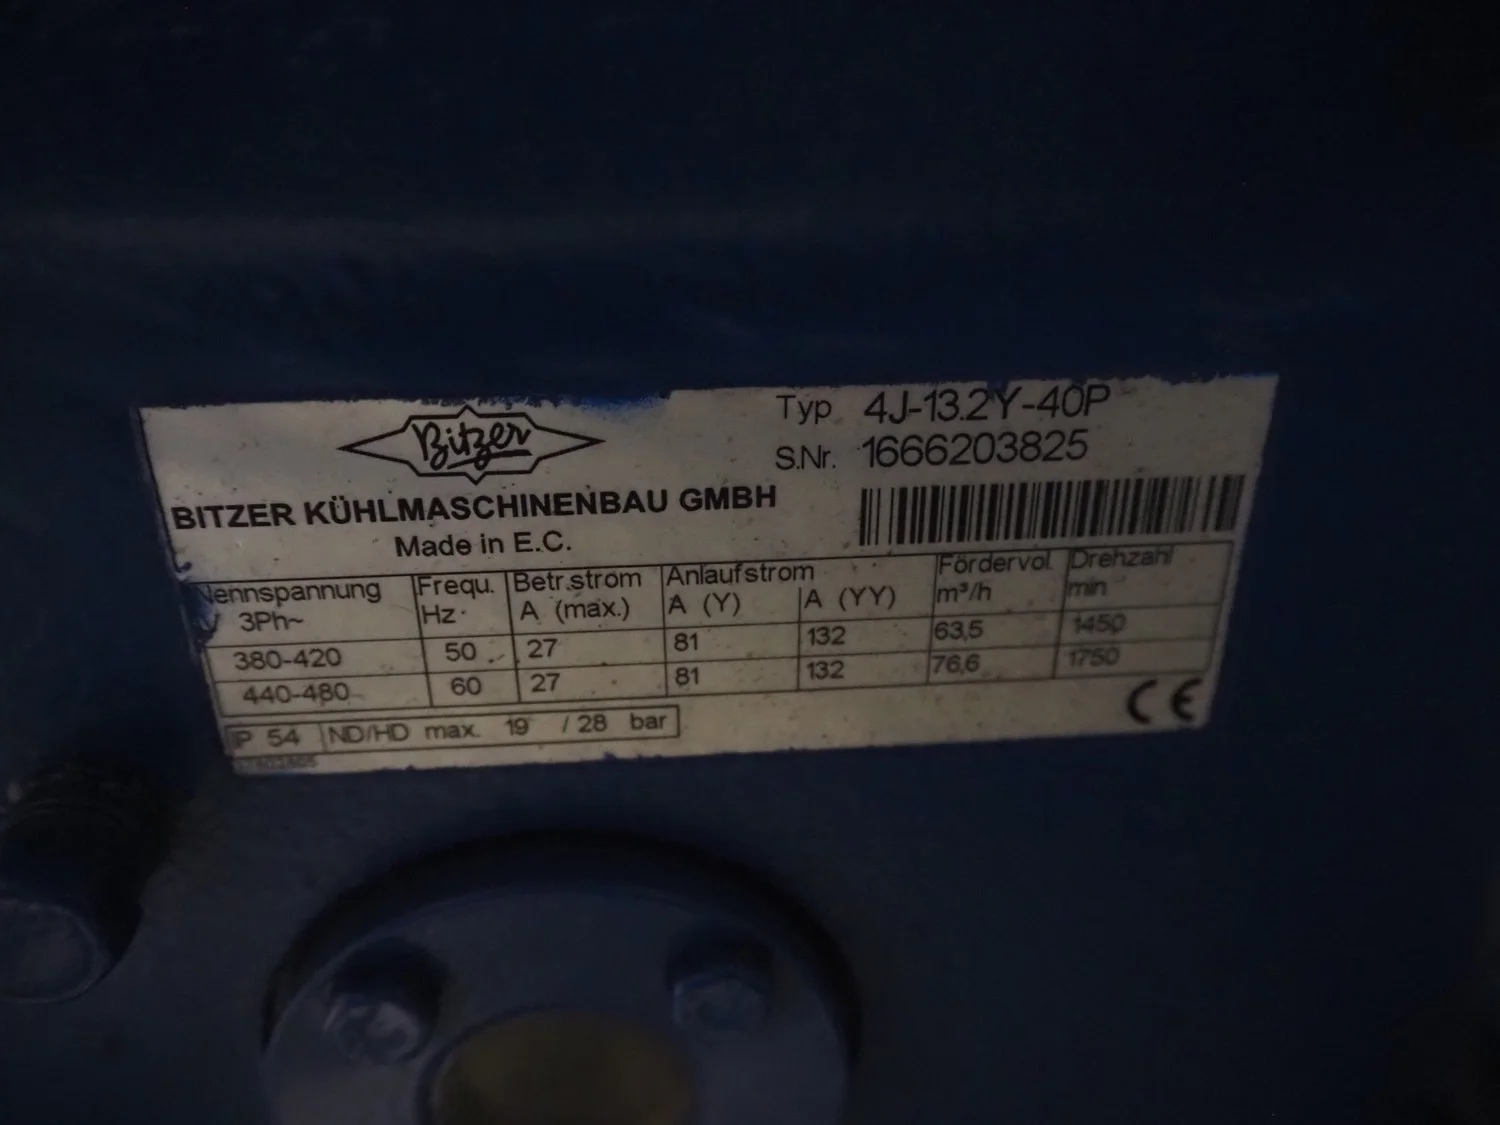 Bitzer
Typ 4J-13.2Y-40P
S.Nr. 1666203825
BITZER KÜHLMASCHINENBAU GMBH
Made in E.C.
Nennspannung Frequ. Betr.strom Anlaufstrom Fördervol. Drehzahl
3Ph~ Hz A (max.) A (Y) A (YY) m³/h min
380-420 50 27 81 132 63,5 1450
440-480 60 27 81 132 76,6 1750
IP 54 ND/HD max. 19 / 28 bar
CE